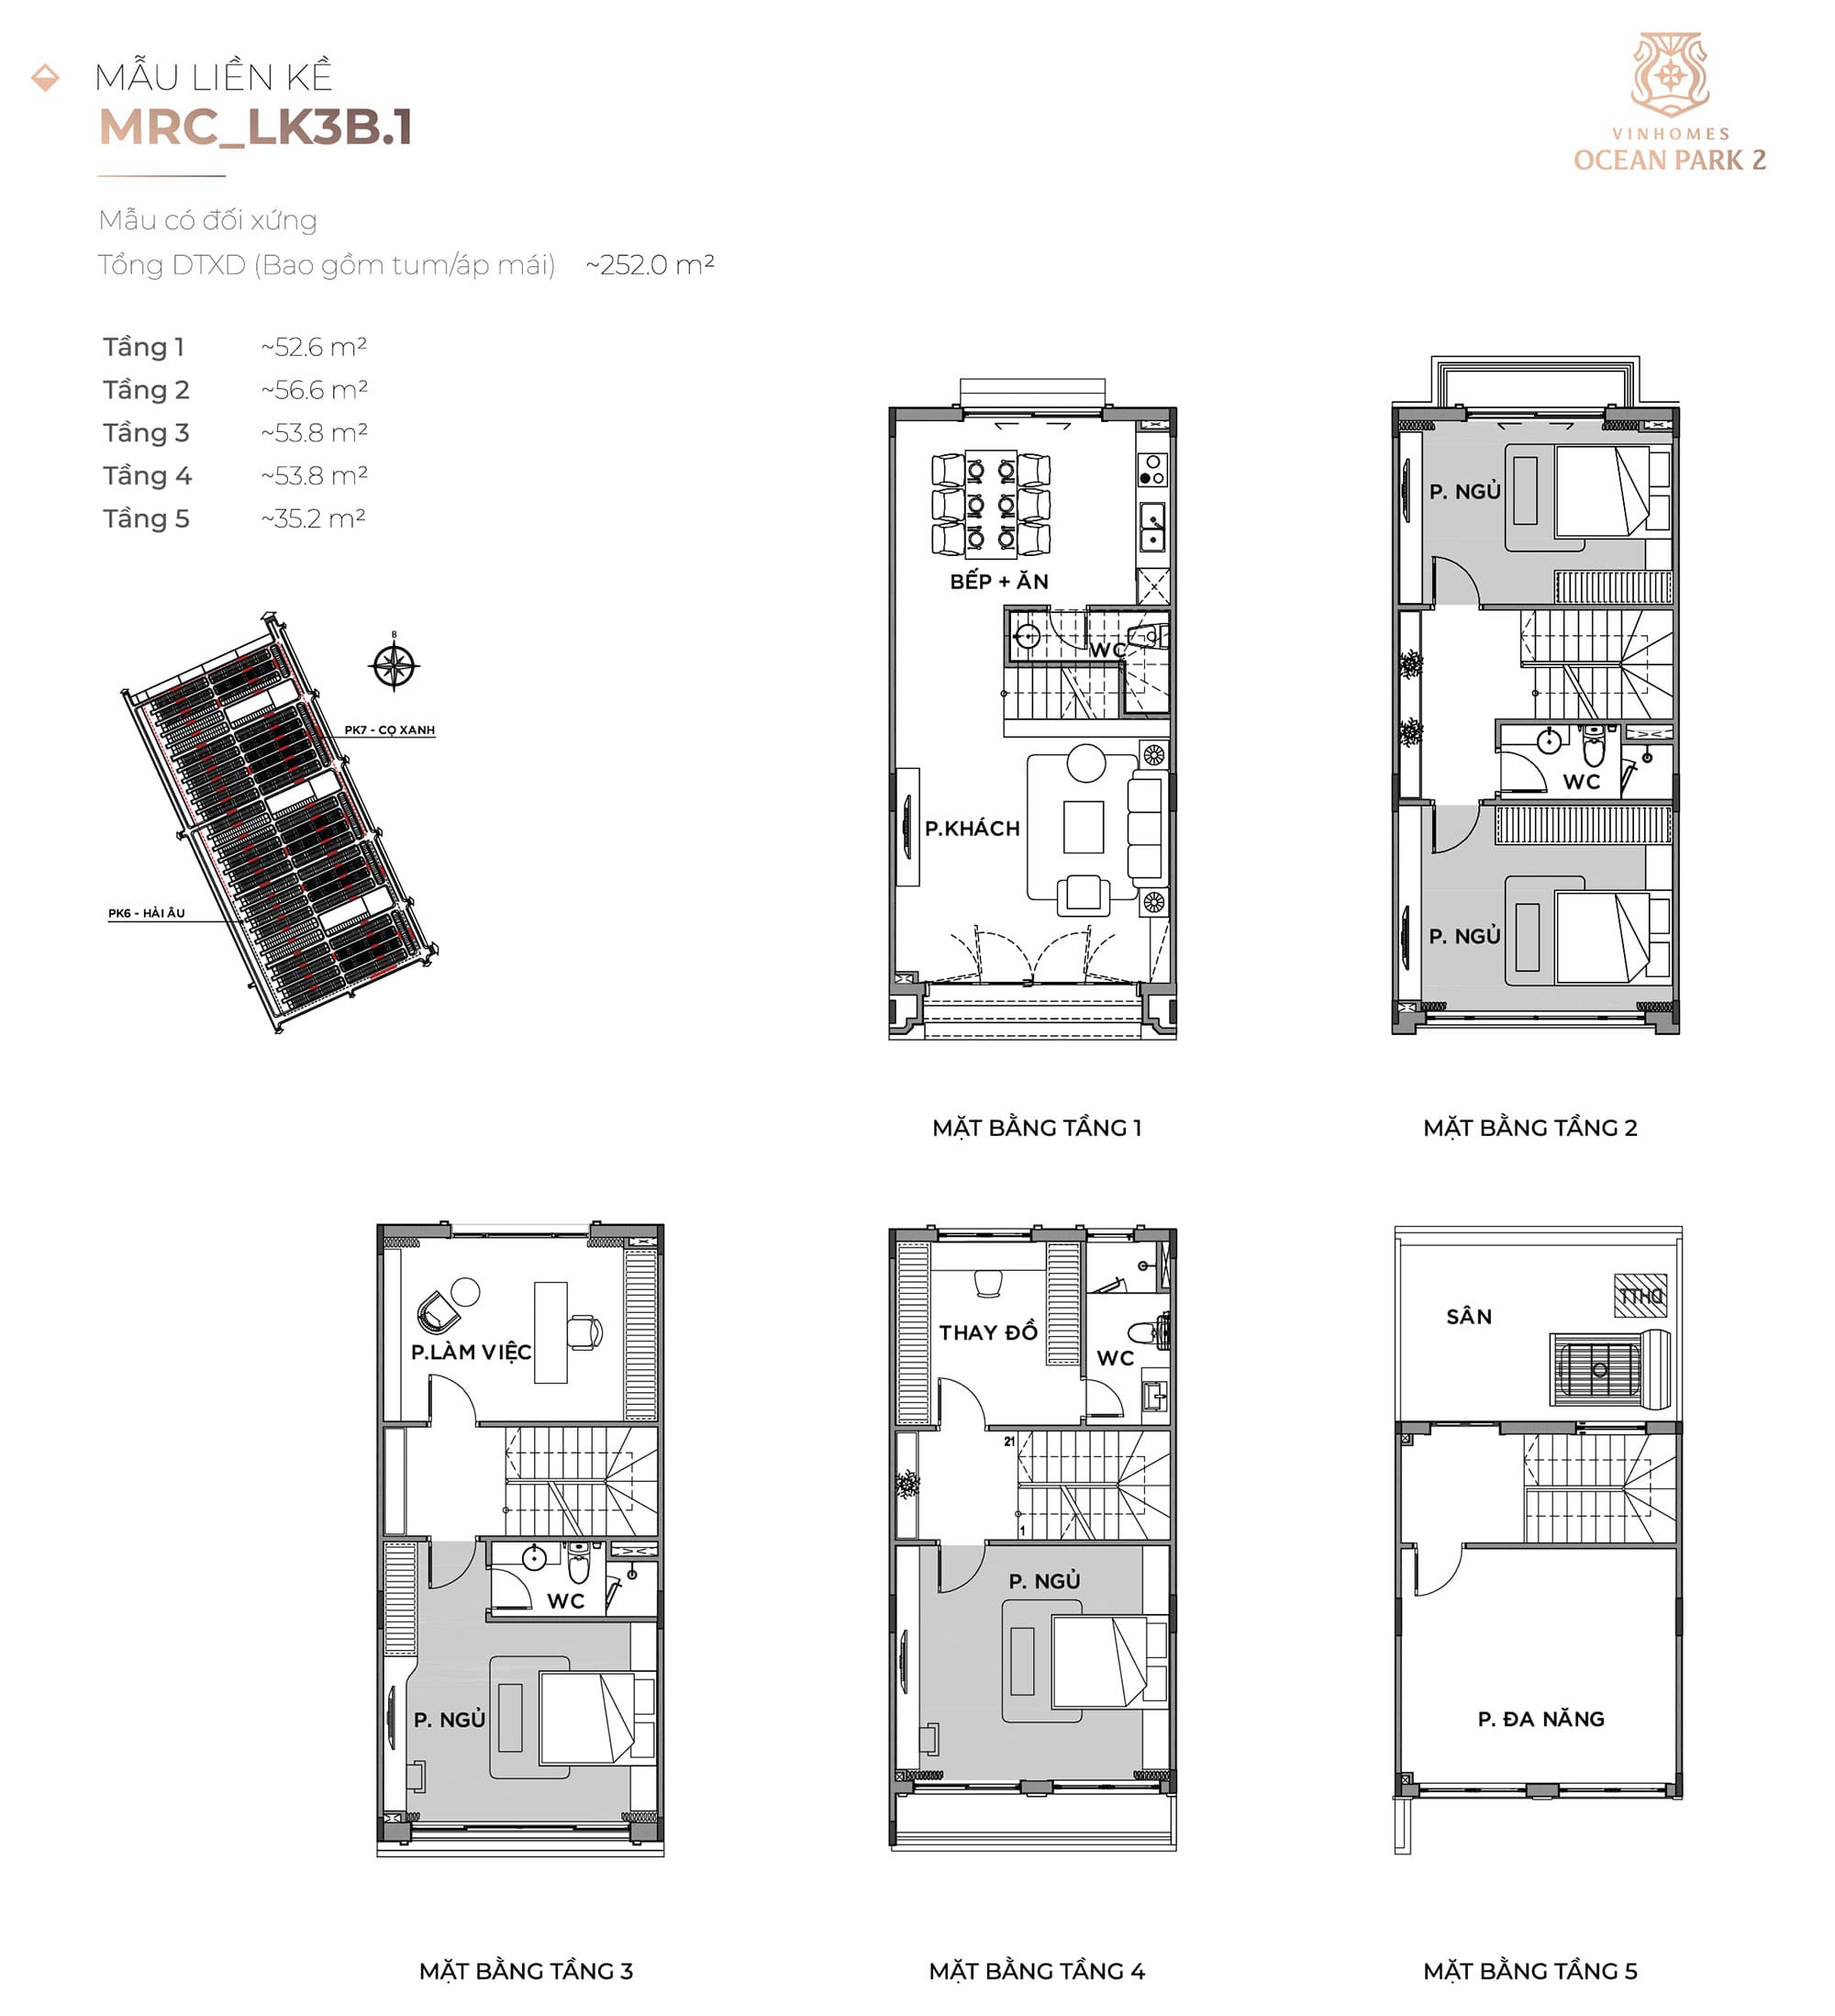 MẪU LIỀN KỀ
MRC_LK3B.1
VINHOMES
OCEAN PARK 2
Mẫu có đối xứng
Tổng DTXD (Bao gồm tum/áp mái) ~252.0 m²
Tầng 1 ~52.6 m²
Tầng 2 ~56.6 m²
Tầng 3 ~53.8 m²
Tầng 4 ~53.8 m²
Tầng 5 ~35.2 m²
B
PK7 - CỌ XANH
PK6 - HẢI ÂU
BẾP + ĂN
WC
P.KHÁCH
MẶT BẰNG TẦNG 1
P. NGỦ
WC
P. NGỦ
MẶT BẰNG TẦNG 2
P.LÀM VIỆC
WC
P. NGỦ
MẶT BẰNG TẦNG 3
THAY ĐỒ
WC
21
1
P. NGỦ
MẶT BẰNG TẦNG 4
DHTT
SÂN
P. ĐA NĂNG
MẶT BẰNG TẦNG 5